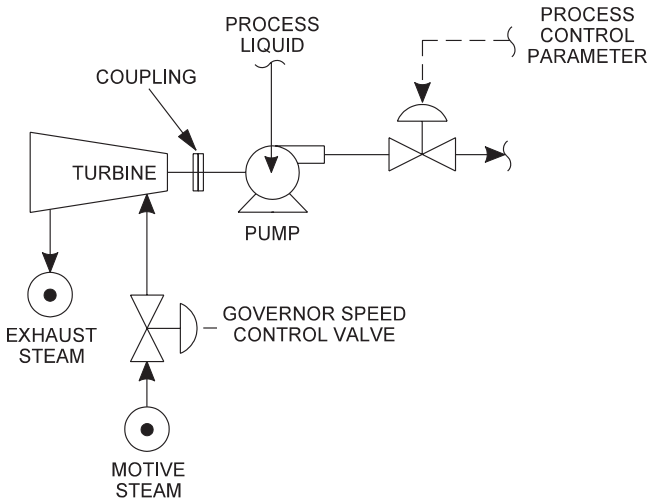 PROCESS
LIQUID
PROCESS
CONTROL
PARAMETER
COUPLING
TURBINE
PUMP
EXHAUST
STEAM
GOVERNOR SPEED
CONTROL VALVE
MOTIVE
STEAM